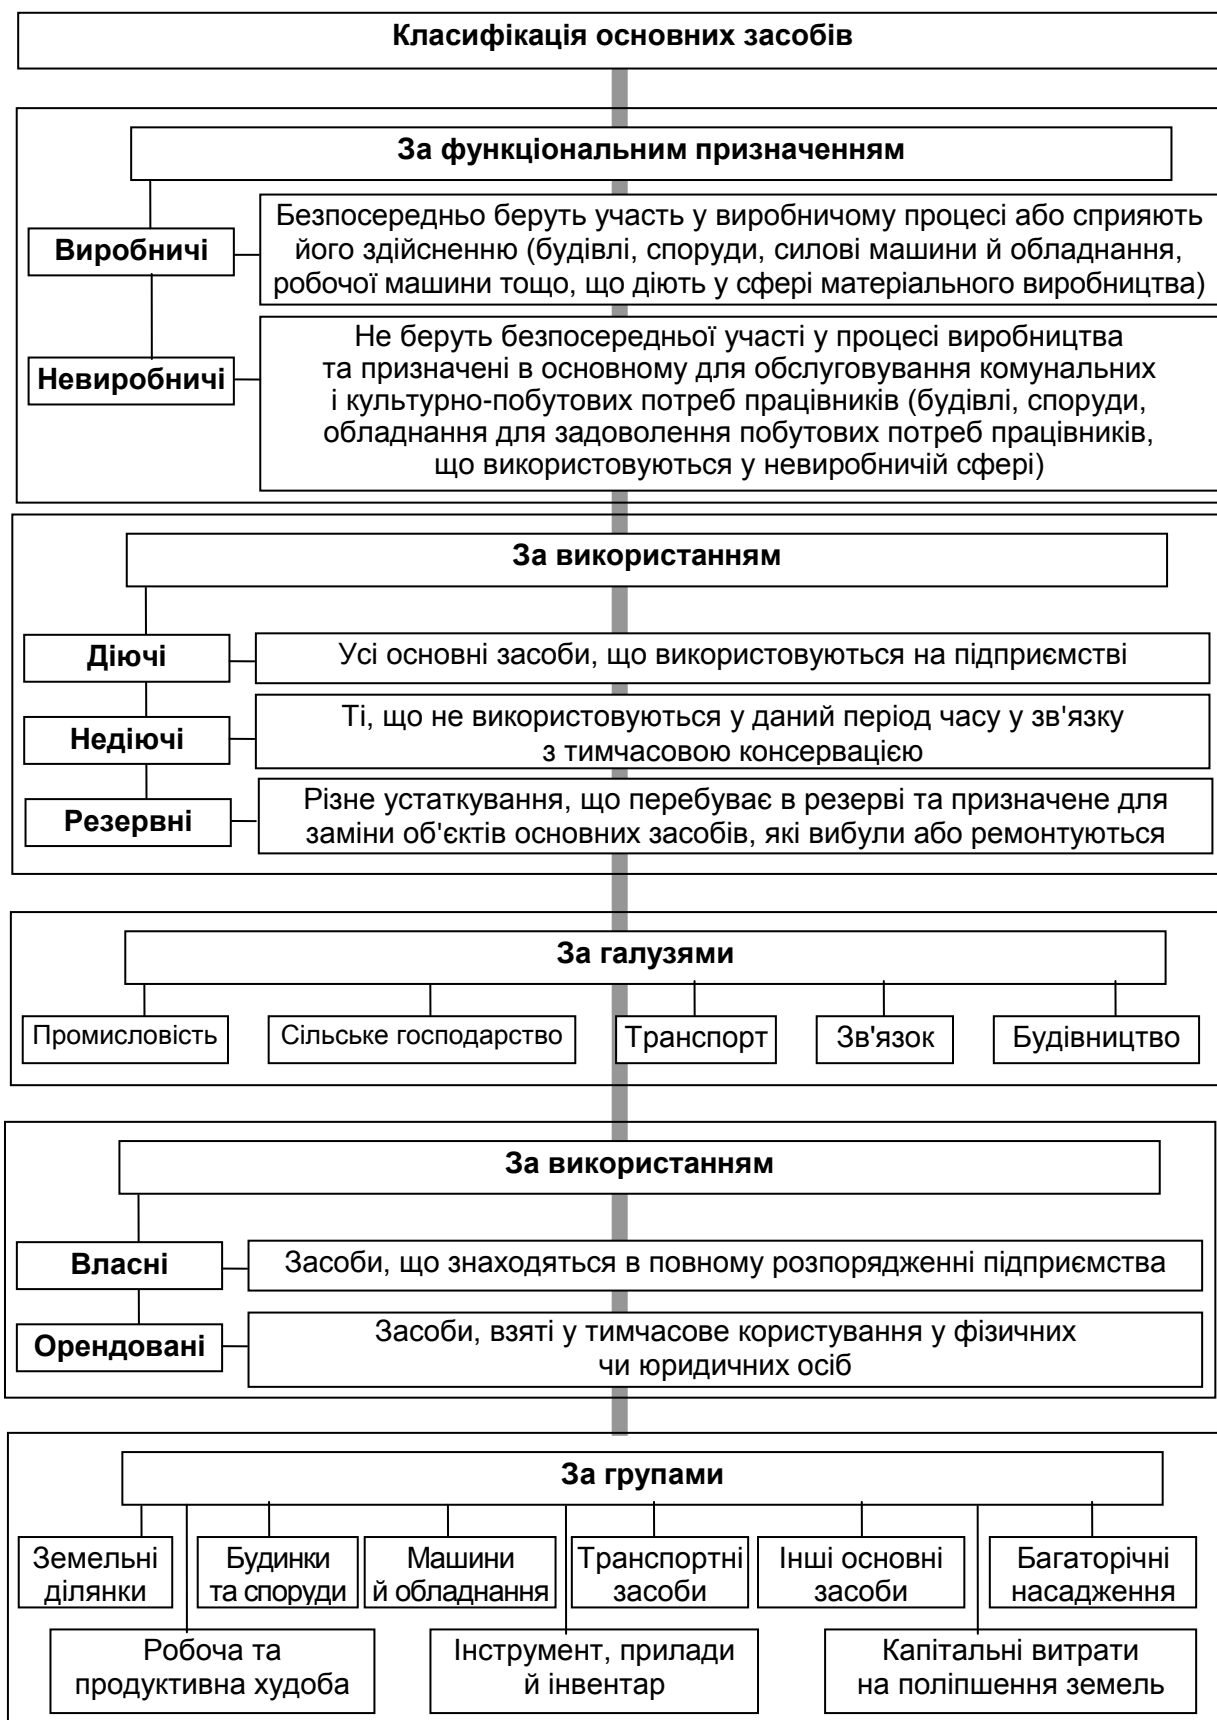 Класифікація основних засобів
За функціональним призначенням
Виробничі
Безпосередньо беруть участь у виробничому процесі або сприяють
його здійсненню (будівлі, споруди, силові машини й обладнання,
робочої машини тощо, що діють у сфері матеріального виробництва)
Невиробничі
Не беруть безпосередньої участі у процесі виробництва
та призначені в основному для обслуговування комунальних
і культурно-побутових потреб працівників (будівлі, споруди,
обладнання для задоволення побутових потреб працівників,
що використовуються у невиробничій сфері)
За використанням
Діючі
Усі основні засоби, що використовуються на підприємстві
Недіючі
Ті, що не використовуються у даний період часу у зв'язку
з тимчасовою консервацією
Резервні
Різне устаткування, що перебуває в резерві та призначене для
заміни об'єктів основних засобів, які вибули або ремонтуються
За галузями
Промисловість
Сільське господарство
Транспорт
Зв'язок
Будівництво
За використанням
Власні
Засоби, що знаходяться в повному розпорядженні підприємства
Орендовані
Засоби, взяті у тимчасове користування у фізичних
чи юридичних осіб
За групами
Земельні
ділянки
Будинки
та споруди
Машини
й обладнання
Транспортні
засоби
Інші основні
засоби
Багаторічні
насадження
Робоча та
продуктивна худоба
Інструмент, прилади
й інвентар
Капітальні витрати
на поліпшення земель